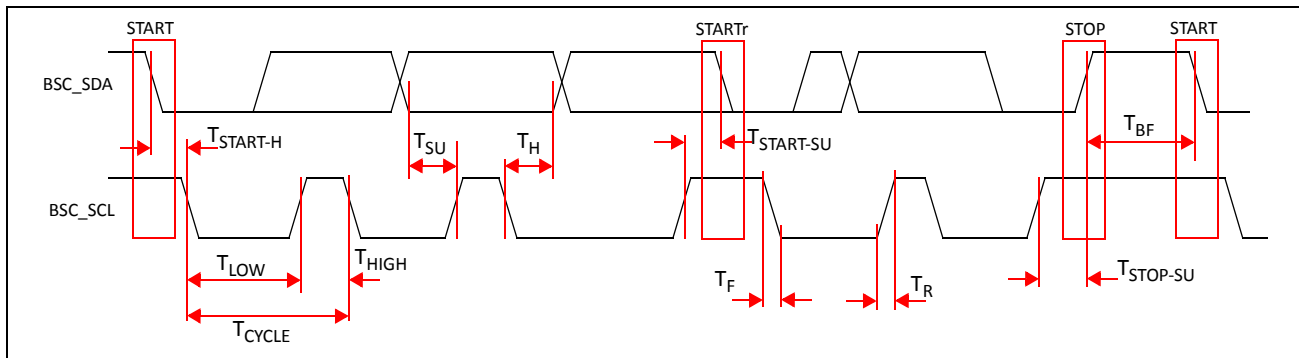 START
STARTr
STOP
START
BSC_SDA
TSTART-H
TSU
TH
TSTART-SU
TBF
BSC_SCL
TLOW
THIGH
TF
TR
TSTOP-SU
TCYCLE